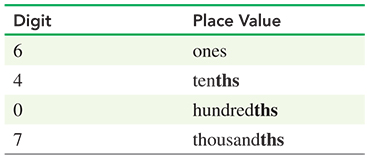 Digit Place Value
6 ones
4 tenths
0 hundredths
7 thousandths